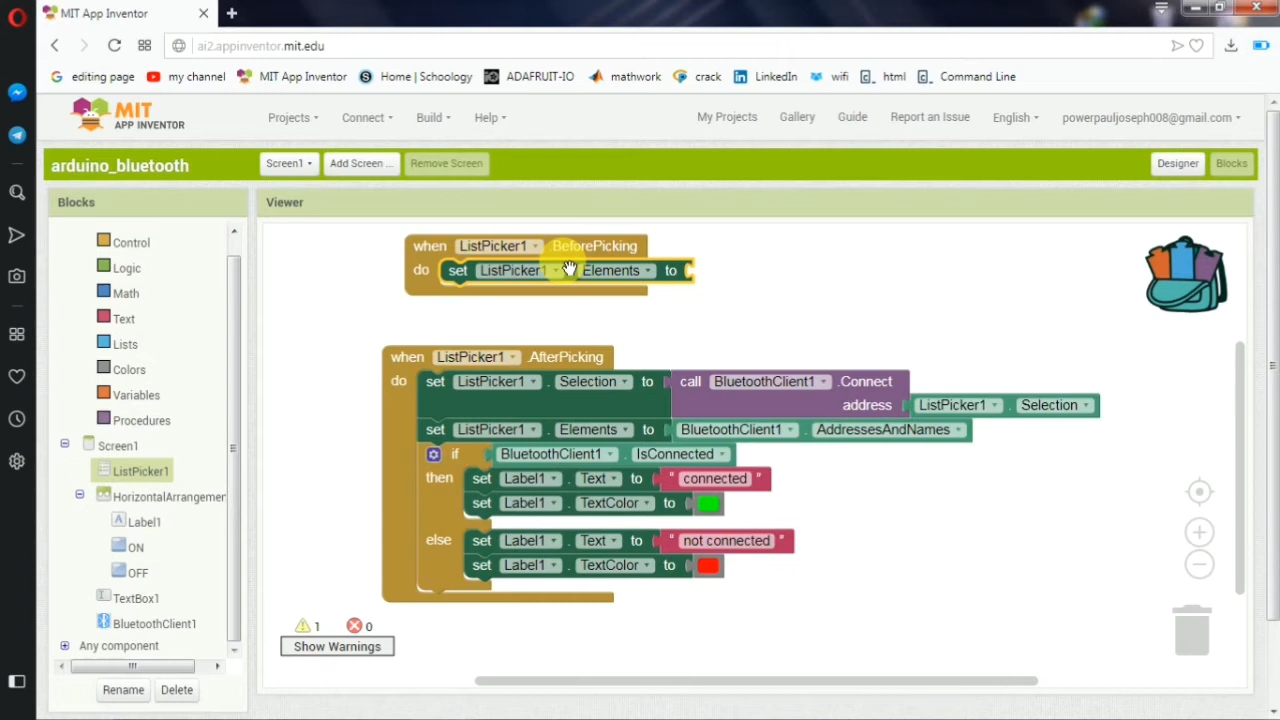 MIT App Inventor
ai2.appinventor.mit.edu
editing page my channel MIT App Inventor Home | Schoology ADAFRUIT-IO mathwork crack LinkedIn wifi html Command Line
MIT
APP INVENTOR
Projects Connect Build Help My Projects Gallery Guide Report an Issue English powerpauljoseph008@gmail.com
arduino_bluetooth Screen1 Add Screen ... Remove Screen Designer Blocks
Blocks
Viewer
Control
Logic
Math
Text
Lists
Colors
Variables
Procedures
Screen1
ListPicker1
HorizontalArrangemer
A Label1
ON
OFF
TextBox1
BluetoothClient1
Any component
Rename Delete
when ListPicker1 .BeforePicking
do set ListPicker1 . Elements to
when ListPicker1 .AfterPicking
do set ListPicker1 . Selection to call BluetoothClient1 .Connect
address ListPicker1 . Selection
set ListPicker1 . Elements to BluetoothClient1 . AddressesAndNames
if BluetoothClient1 . IsConnected
then set Label1 . Text to " connected "
set Label1 . TextColor to
else set Label1 . Text to " not connected "
set Label1 . TextColor to
1 0
Show Warnings